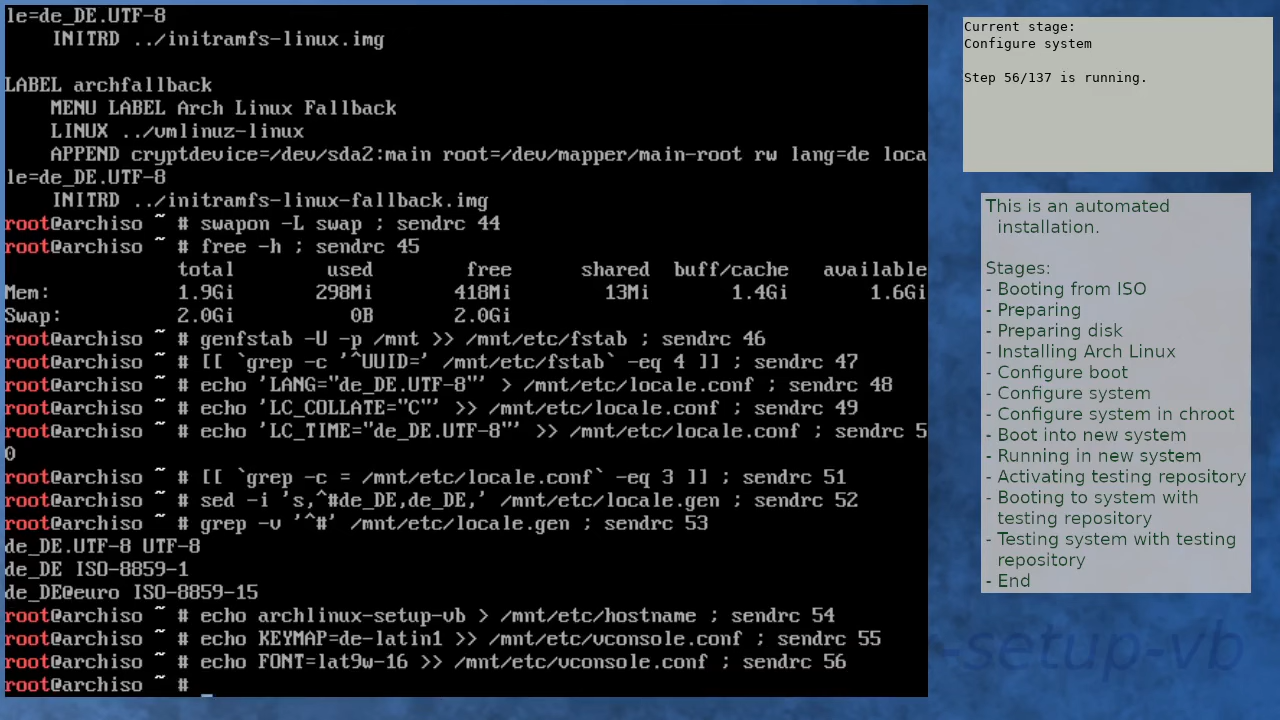 le=de_DE.UTF-8
    INITRD ../initramfs-linux.img

LABEL archfallback
    MENU LABEL Arch Linux Fallback
    LINUX ../vmlinuz-linux
    APPEND cryptdevice=/dev/sda2:main root=/dev/mapper/main-root rw lang=de loca
le=de_DE.UTF-8
    INITRD ../initramfs-linux-fallback.img
root@archiso ~ # swapon -L swap ; sendrc 44
root@archiso ~ # free -h ; sendrc 45
               total        used        free      shared  buff/cache   available
Mem:           1.9Gi       298Mi       418Mi        13Mi       1.4Gi       1.6Gi
Swap:          2.0Gi          0B       2.0Gi
root@archiso ~ # genfstab -U -p /mnt >> /mnt/etc/fstab ; sendrc 46
root@archiso ~ # [[ `grep -c '^UUID=' /mnt/etc/fstab` -eq 4 ]] ; sendrc 47
root@archiso ~ # echo 'LANG="de_DE.UTF-8"' > /mnt/etc/locale.conf ; sendrc 48
root@archiso ~ # echo 'LC_COLLATE="C"' >> /mnt/etc/locale.conf ; sendrc 49
root@archiso ~ # echo 'LC_TIME="de_DE.UTF-8"' >> /mnt/etc/locale.conf ; sendrc 5
0
root@archiso ~ # [[ `grep -c = /mnt/etc/locale.conf` -eq 3 ]] ; sendrc 51
root@archiso ~ # sed -i 's,^#de_DE,de_DE,' /mnt/etc/locale.gen ; sendrc 52
root@archiso ~ # grep -v '^#' /mnt/etc/locale.gen ; sendrc 53
de_DE.UTF-8 UTF-8
de_DE ISO-8859-1
de_DE@euro ISO-8859-15
root@archiso ~ # echo archlinux-setup-vb > /mnt/etc/hostname ; sendrc 54
root@archiso ~ # echo KEYMAP=de-latin1 >> /mnt/etc/vconsole.conf ; sendrc 55
root@archiso ~ # echo FONT=lat9w-16 >> /mnt/etc/vconsole.conf ; sendrc 56
root@archiso ~ #
Current stage:
Configure system

Step 56/137 is running.
This is an automated
installation.

Stages:
- Booting from ISO
- Preparing
- Preparing disk
- Installing Arch Linux
- Configure boot
- Configure system
- Configure system in chroot
- Boot into new system
- Running in new system
- Activating testing repository
- Booting to system with
testing repository
- Testing system with testing
repository
- End
-setup-vb